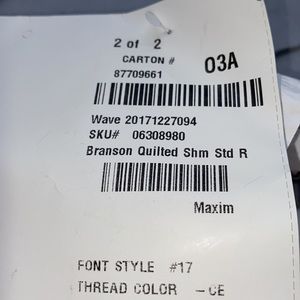 2 of 2
CARTON #
87709661
03A
Wave 20171227094
SKU# 06308980
Branson Quilted Shm Std R
Maxim
FONT STYLE #17
THREAD COLOR – CE